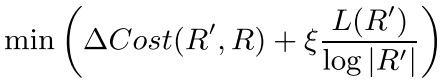 min ( ΔCost(R′, R) + ξ L(R′) / log |R′| )